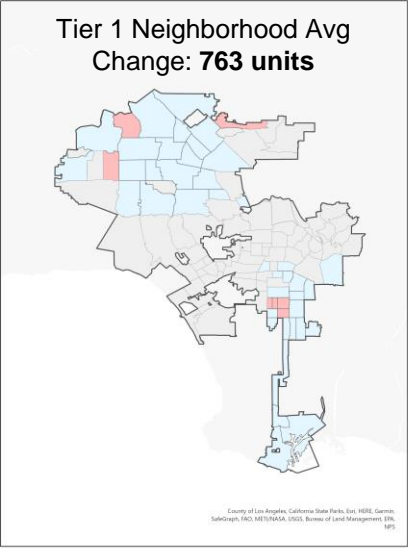 Tier 1 Neighborhood Avg
Change: 763 units
County of Los Angeles, California State Parks, Esri, HERE, Garmin,
SafeGraph, FAO, METI/NASA, USGS, Bureau of Land Management, EPA,
NPS